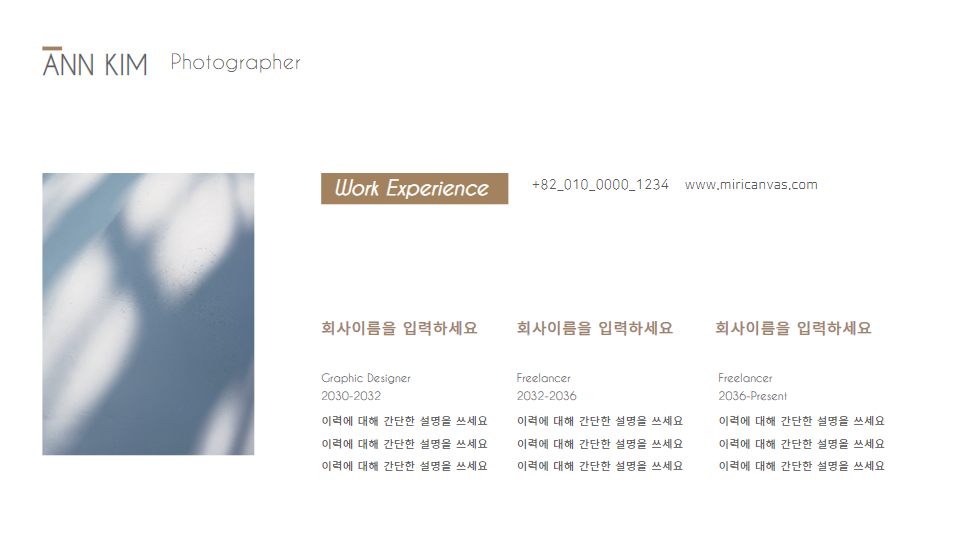 ANN KIM Photographer
Work Experience +82_010_0000_1234 www.miricanvas.com
회사이름을 입력하세요
Graphic Designer
2030-2032
이력에 대해 간단한 설명을 쓰세요
이력에 대해 간단한 설명을 쓰세요
이력에 대해 간단한 설명을 쓰세요
회사이름을 입력하세요
Freelancer
2032-2036
이력에 대해 간단한 설명을 쓰세요
이력에 대해 간단한 설명을 쓰세요
이력에 대해 간단한 설명을 쓰세요
회사이름을 입력하세요
Freelancer
2036-Present
이력에 대해 간단한 설명을 쓰세요
이력에 대해 간단한 설명을 쓰세요
이력에 대해 간단한 설명을 쓰세요